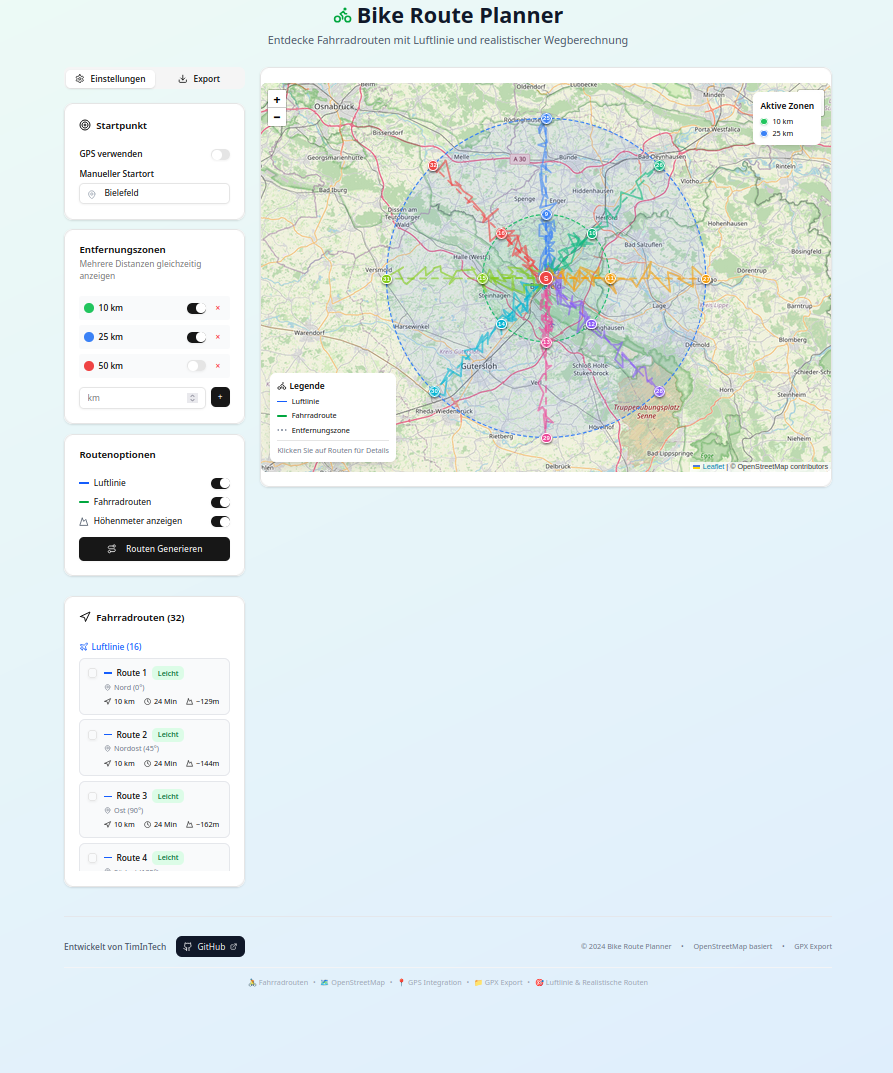 Bike Route Planner
Entdecke Fahrradrouten mit Luftlinie und realistischer Wegberechnung
Einstellungen
Export
Startpunkt
GPS verwenden
Manueller Startort
Bielefeld
Entfernungszonen
Mehrere Distanzen gleichzeitig
anzeigen
10 km
×
25 km
×
50 km
×
km
+
Routenoptionen
Luftlinie
Fahrradrouten
Höhenmeter anzeigen
Routen Generieren
Fahrradrouten (32)
Luftlinie (16)
Route 1 Leicht
Nord (0°)
10 km 24 Min ~129m
Route 2 Leicht
Nordost (45°)
10 km 24 Min ~144m
Route 3 Leicht
Ost (90°)
10 km 24 Min ~162m
Route 4 Leicht
+
−
Aktive Zonen
10 km
25 km
Oldendorf
Lübbecke
Minden
Osnabrück
Bissendorf
Porta Westfalica
Georgsmarienhütte
Melle
A 30
Bünde
Bad Oeynhausen
Rinteln
Vlotho
Bad Iburg
Hiddenhausen
Spenge
Enger
Dissen am
Teutoburger
Wald
Herford
Hohenhausen
Bad Salzuflen
Halle (Westf.)
Bösingfeld
Versmold
Dörentrup
Steinhagen
Lage
Kreis Lippe
Barntrup
Harsewinkel
Warendorf
Detmold
Blomberg
Gütersloh
Schloß Holte-
Stukenbrock
Schieder-Sch
Verl
Horn
Steinheim
Rheda-Wiedenbrück
Truppenübungsplatz
Senne
Hövelhof
Rietberg
Nieheim
Bad Lippspringe
Delbrück
S
Legende
Luftlinie
Fahrradroute
Entfernungszone
Klicken Sie auf Routen für Details
Leaflet | © OpenStreetMap contributors
Entwickelt von TimInTech
GitHub
© 2024 Bike Route Planner • OpenStreetMap basiert • GPX Export
🚴 Fahrradrouten • 🗺️ OpenStreetMap • 📍 GPS Integration • 📁 GPX Export • 🎯 Luftlinie & Realistische Routen